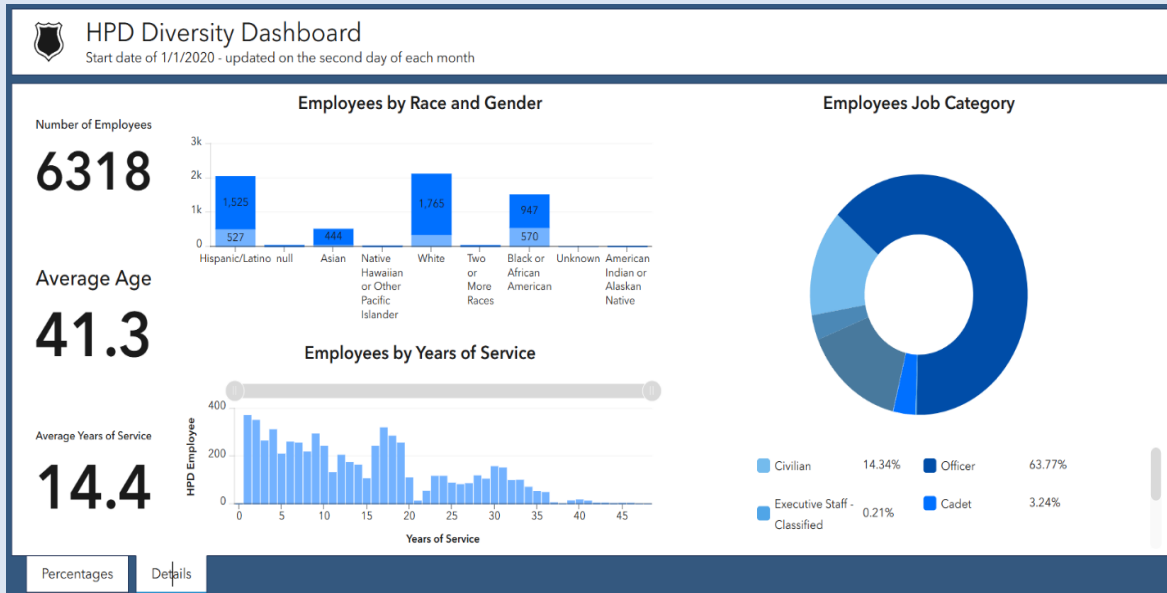 HPD Diversity Dashboard
Start date of 1/1/2020 - updated on the second day of each month
Number of Employees
6318
Average Age
41.3
Average Years of Service
14.4
Employees by Race and Gender
3k
2k
1k
0
1,525
527
444
1,765
947
570
Hispanic/Latino
null
Asian
Native
Hawaiian
or Other
Pacific
Islander
White
Two
or
More
Races
Black or
African
American
Unknown
American
Indian or
Alaskan
Native
Employees by Years of Service
HPD Employee
400
200
0
0 5 10 15 20 25 30 35 40 45
Years of Service
Employees Job Category
Civilian 14.34%
Officer 63.77%
Executive Staff -
Classified
0.21%
Cadet 3.24%
Percentages
Details